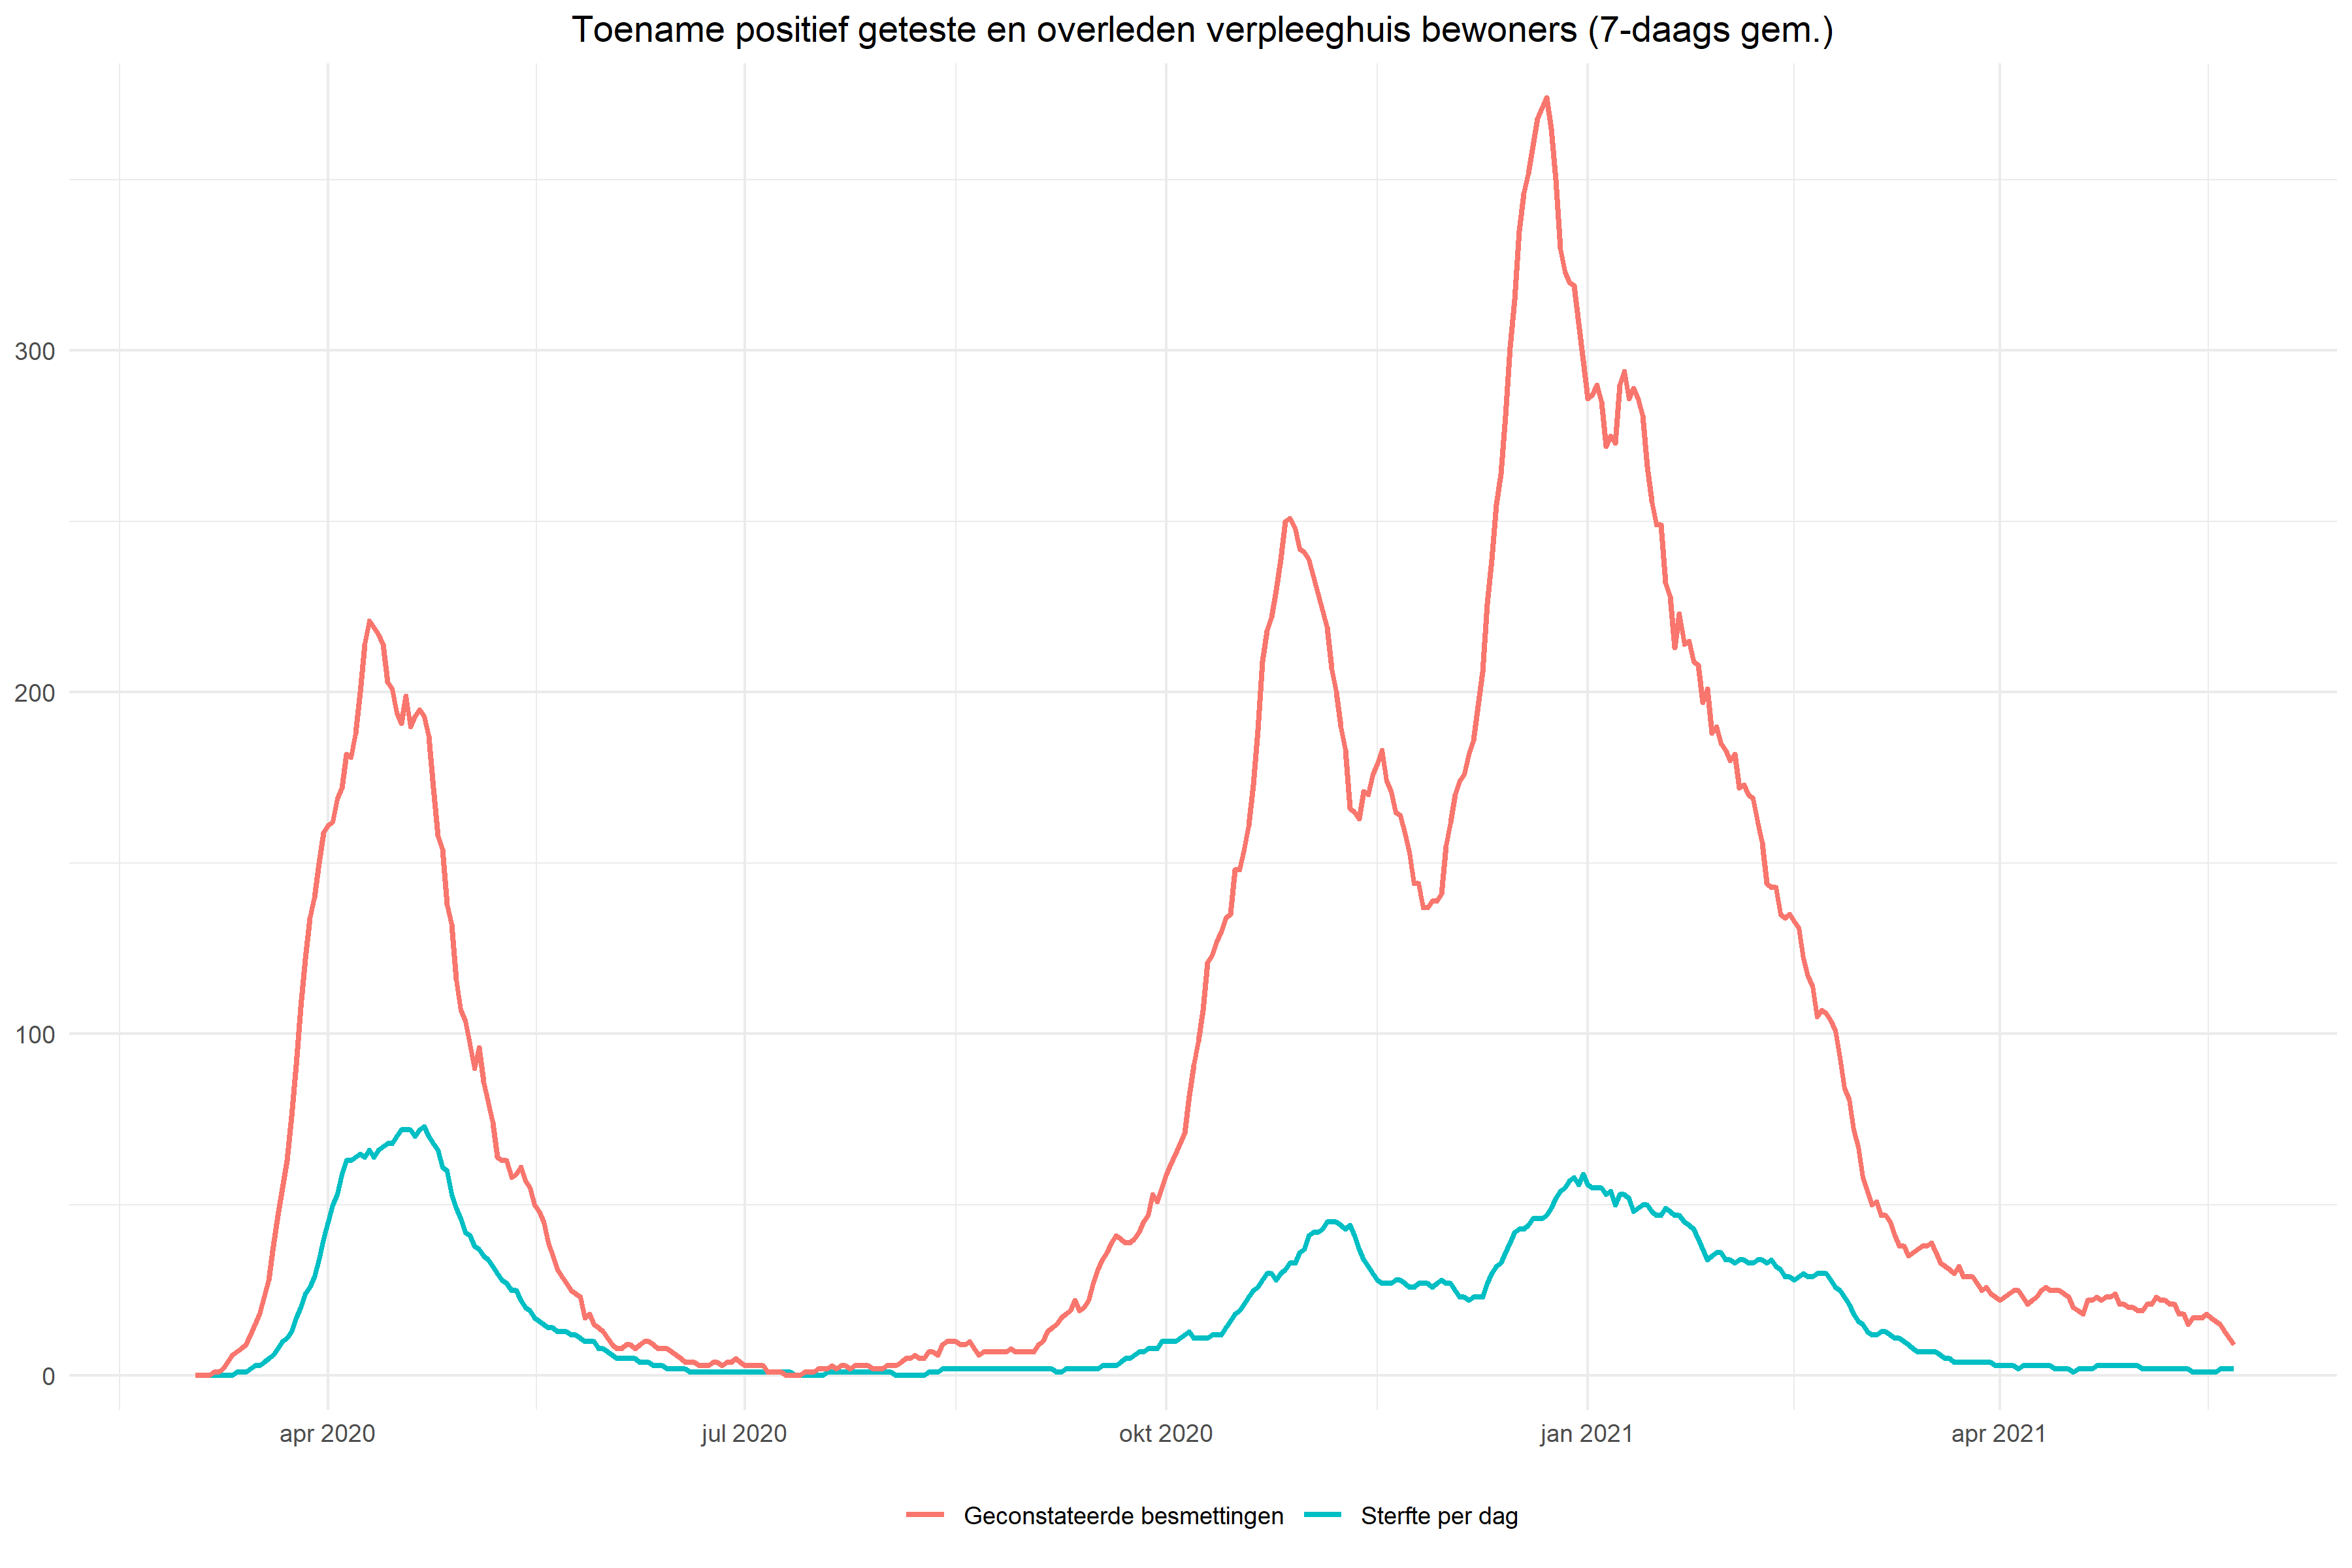 Toename positief geteste en overleden verpleeghuis bewoners (7-daags gem.)
300
200
100
0
apr 2020 jul 2020 okt 2020 jan 2021 apr 2021
Geconstateerde besmettingen Sterfte per dag